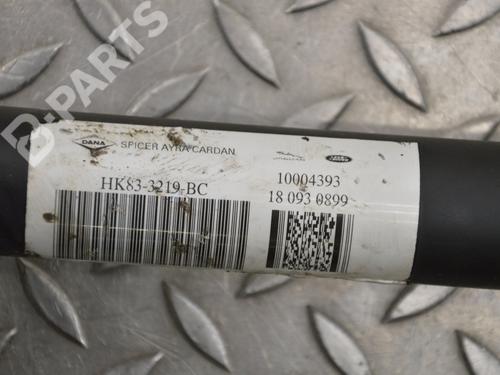 B-PARTS
DANA SPICER AYRA CARDAN
HK83-3219-BC
10004393
18 093 0899